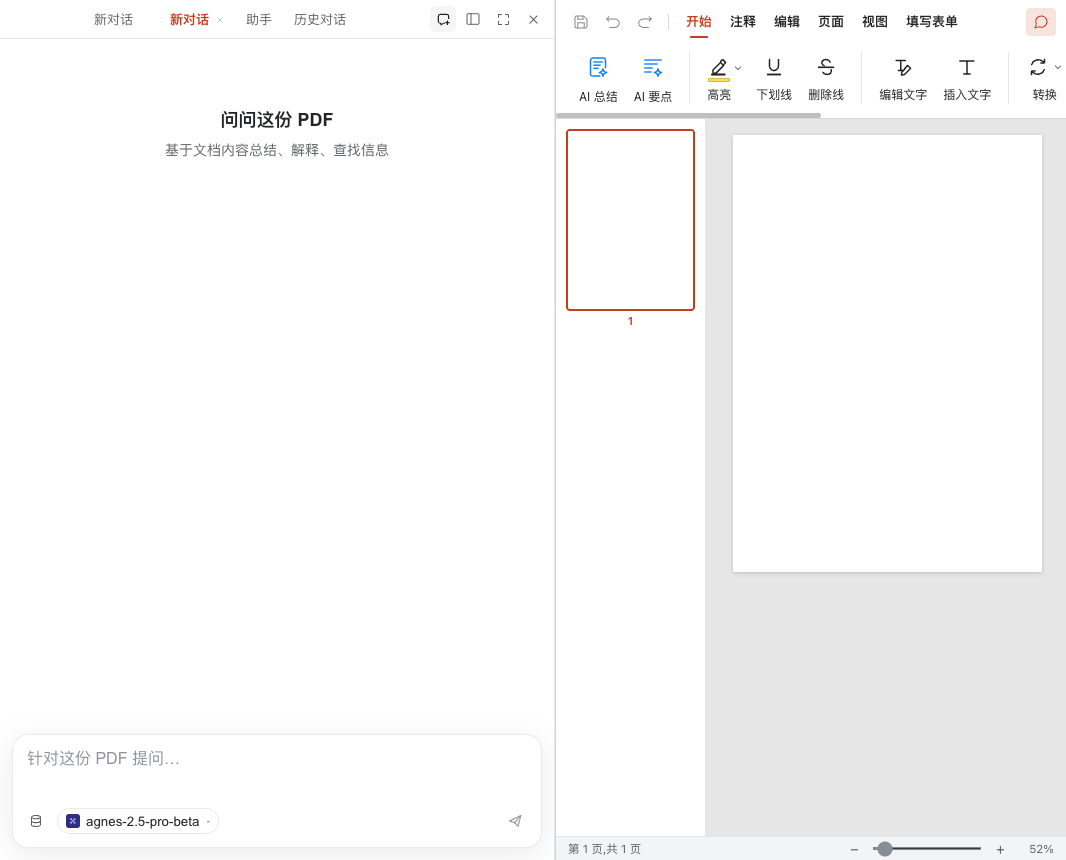 新对话
新对话
助手
历史对话
问问这份 PDF
基于文档内容总结、解释、查找信息
针对这份 PDF 提问…
agnes-2.5-pro-beta
开始
注释
编辑
页面
视图
填写表单
AI 总结
AI 要点
高亮
下划线
删除线
编辑文字
插入文字
转换
1
第 1 页,共 1 页
52%